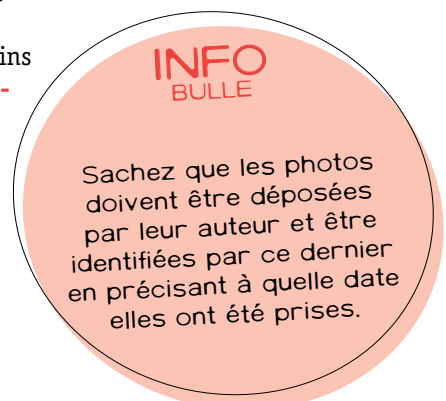 ins
-
INFO
BULLE
Sachez que les photos
doivent être déposées
par leur auteur et être
identifiées par ce dernier
en précisant à quelle date
elles ont été prises.